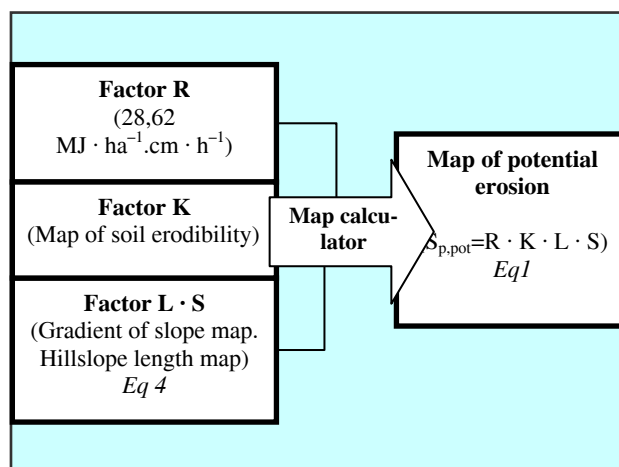 Factor R
(28,62
MJ · ha⁻¹.cm · h⁻¹)
Factor K
(Map of soil erodibility)
Factor L · S
(Gradient of slope map.
Hillslope length map)
Eq 4
Map calcu-
lator
Map of potential
erosion
S_p,pot=R · K · L · S)
Eq1